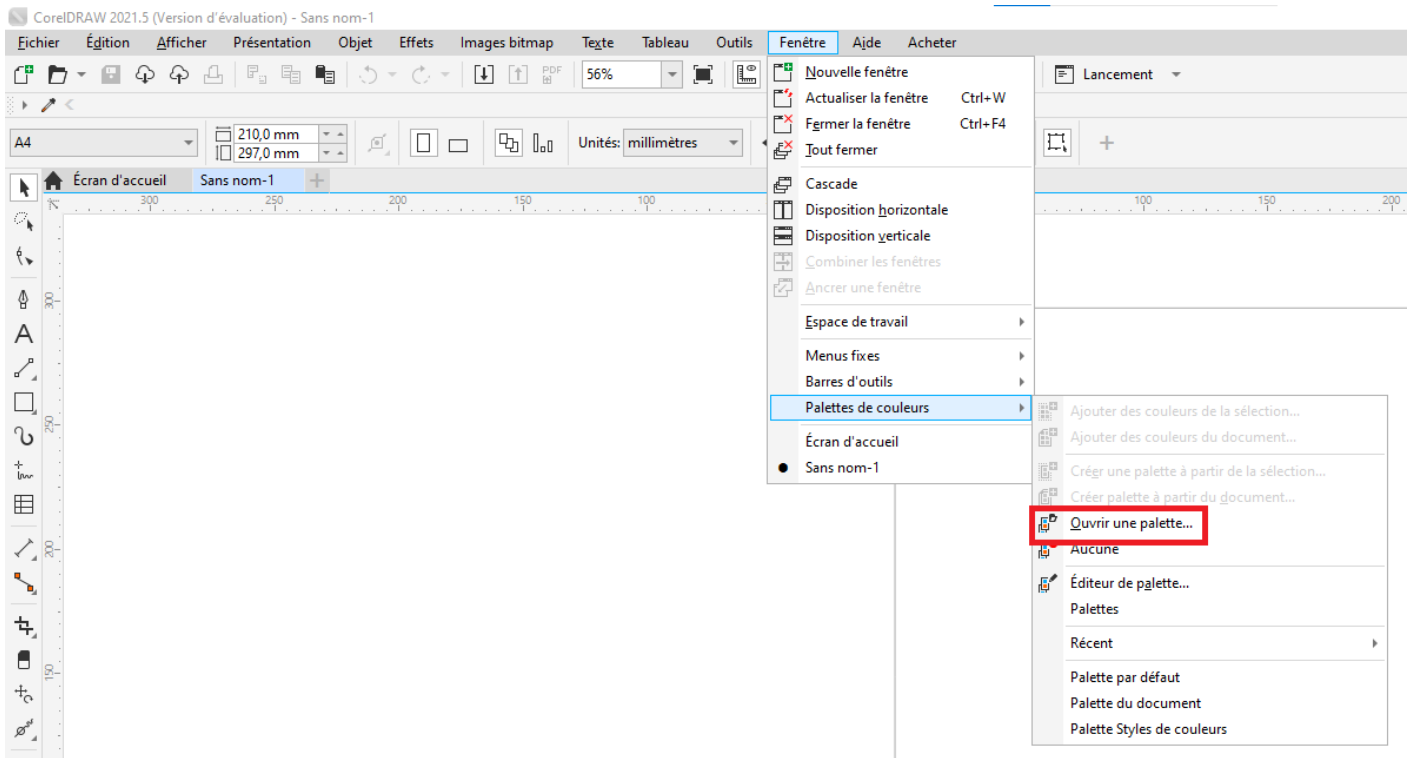 CorelDRAW 2021.5 (Version d'évaluation) - Sans nom-1
Fichier Édition Afficher Présentation Objet Effets Images bitmap Texte Tableau Outils Fenêtre Aide Acheter
PDF 56% Lancement
A4 210,0 mm
297,0 mm
Unités: millimètres
Écran d'accueil Sans nom-1
300 250 200 150 100 100 150 200
300
250
200
150
Nouvelle fenêtre
Actualiser la fenêtre Ctrl+W
Fermer la fenêtre Ctrl+F4
Tout fermer
Cascade
Disposition horizontale
Disposition verticale
Combiner les fenêtres
Ancrer une fenêtre
Espace de travail
Menus fixes
Barres d'outils
Palettes de couleurs
Écran d'accueil
Sans nom-1
Ajouter des couleurs de la sélection...
Ajouter des couleurs du document...
Créer une palette à partir de la sélection...
Créer palette à partir du document...
Ouvrir une palette...
Aucune
Éditeur de palette...
Palettes
Récent
Palette par défaut
Palette du document
Palette Styles de couleurs